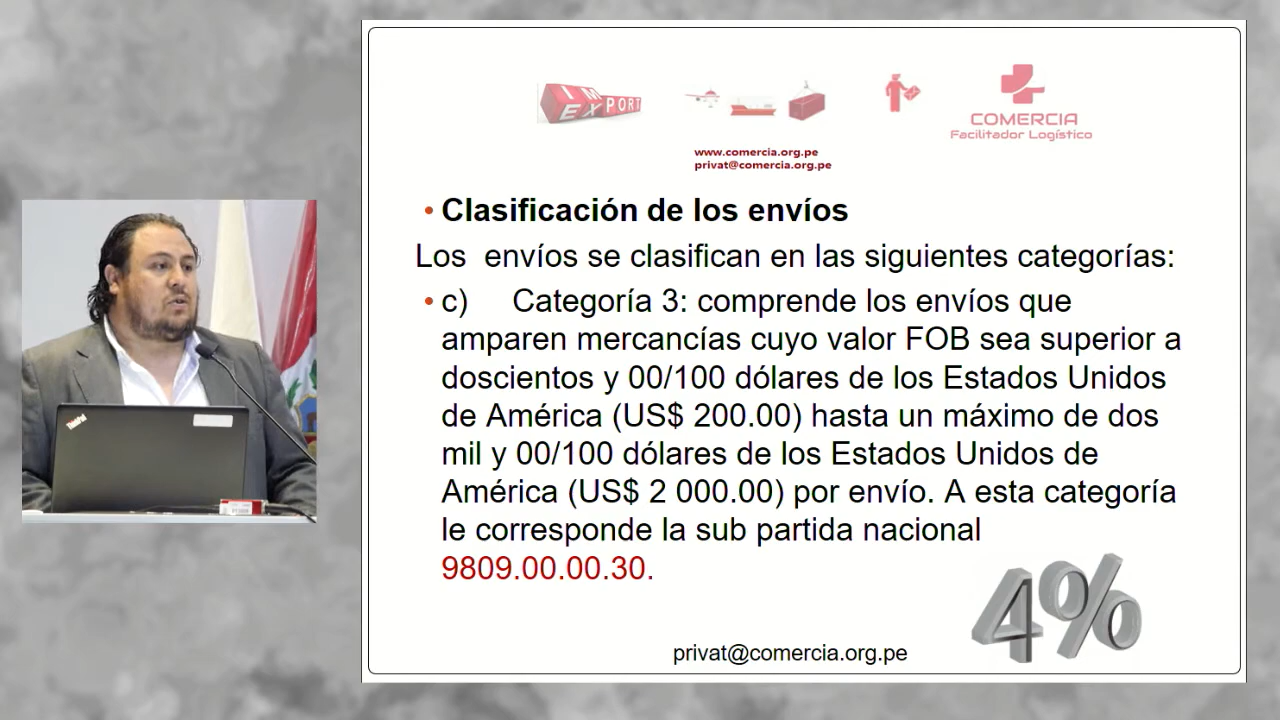 IM
EXPORT
COMERCIA
Facilitador Logístico
www.comercia.org.pe
privat@comercia.org.pe
• Clasificación de los envíos
Los envíos se clasifican en las siguientes categorías:
• c) Categoría 3: comprende los envíos que
amparen mercancías cuyo valor FOB sea superior a
doscientos y 00/100 dólares de los Estados Unidos
de América (US$ 200.00) hasta un máximo de dos
mil y 00/100 dólares de los Estados Unidos de
América (US$ 2 000.00) por envío. A esta categoría
le corresponde la sub partida nacional
9809.00.00.30.
4%
privat@comercia.org.pe
ThinkPad